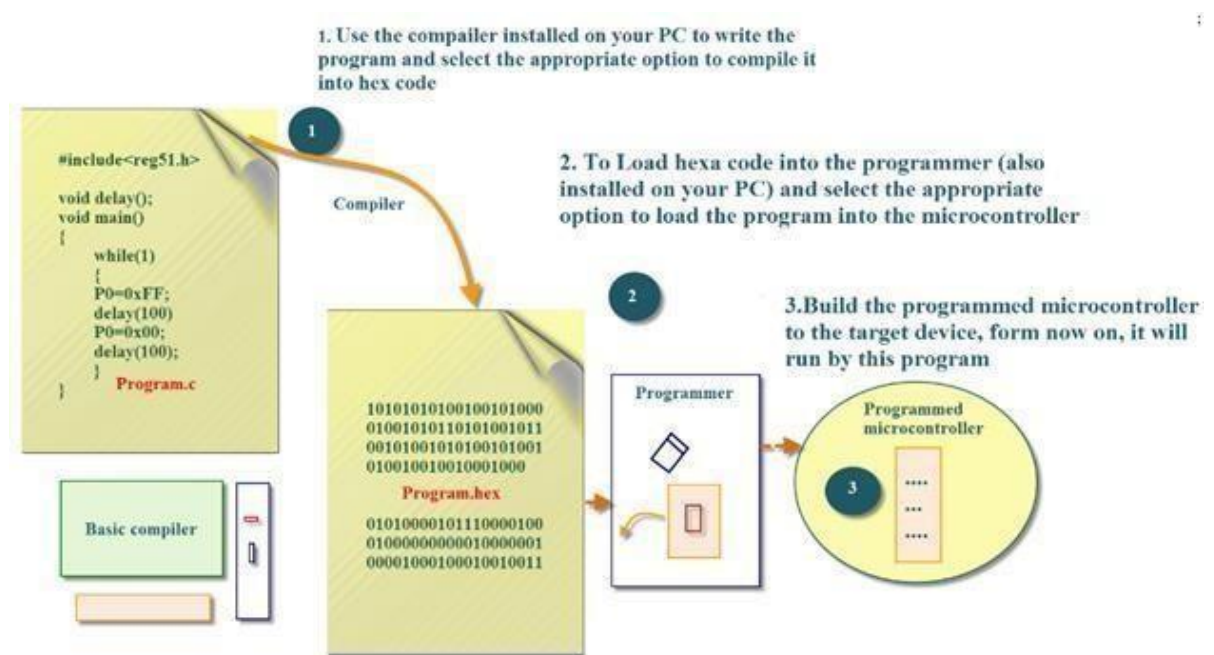 1. Use the compailer installed on your PC to write the
program and select the appropriate option to compile it
into hex code
;
1
#include<reg51.h>
void delay();
void main()
{
while(1)
{
P0=0xFF;
delay(100)
P0=0x00;
delay(100);
}
}
Program.c
Compiler
2. To Load hexa code into the programmer (also
installed on your PC) and select the appropriate
option to load the program into the microcontroller
2
3.Build the programmed microcontroller
to the target device, form now on, it will
run by this program
10101010100100101000
01001010110101001011
00101001010100101001
010010010010001000
Program.hex
01010000101110000100
01000000000010000001
00001000100010010011
Programmer
Programmed
microcontroller
3
....
...
....
Basic compiler